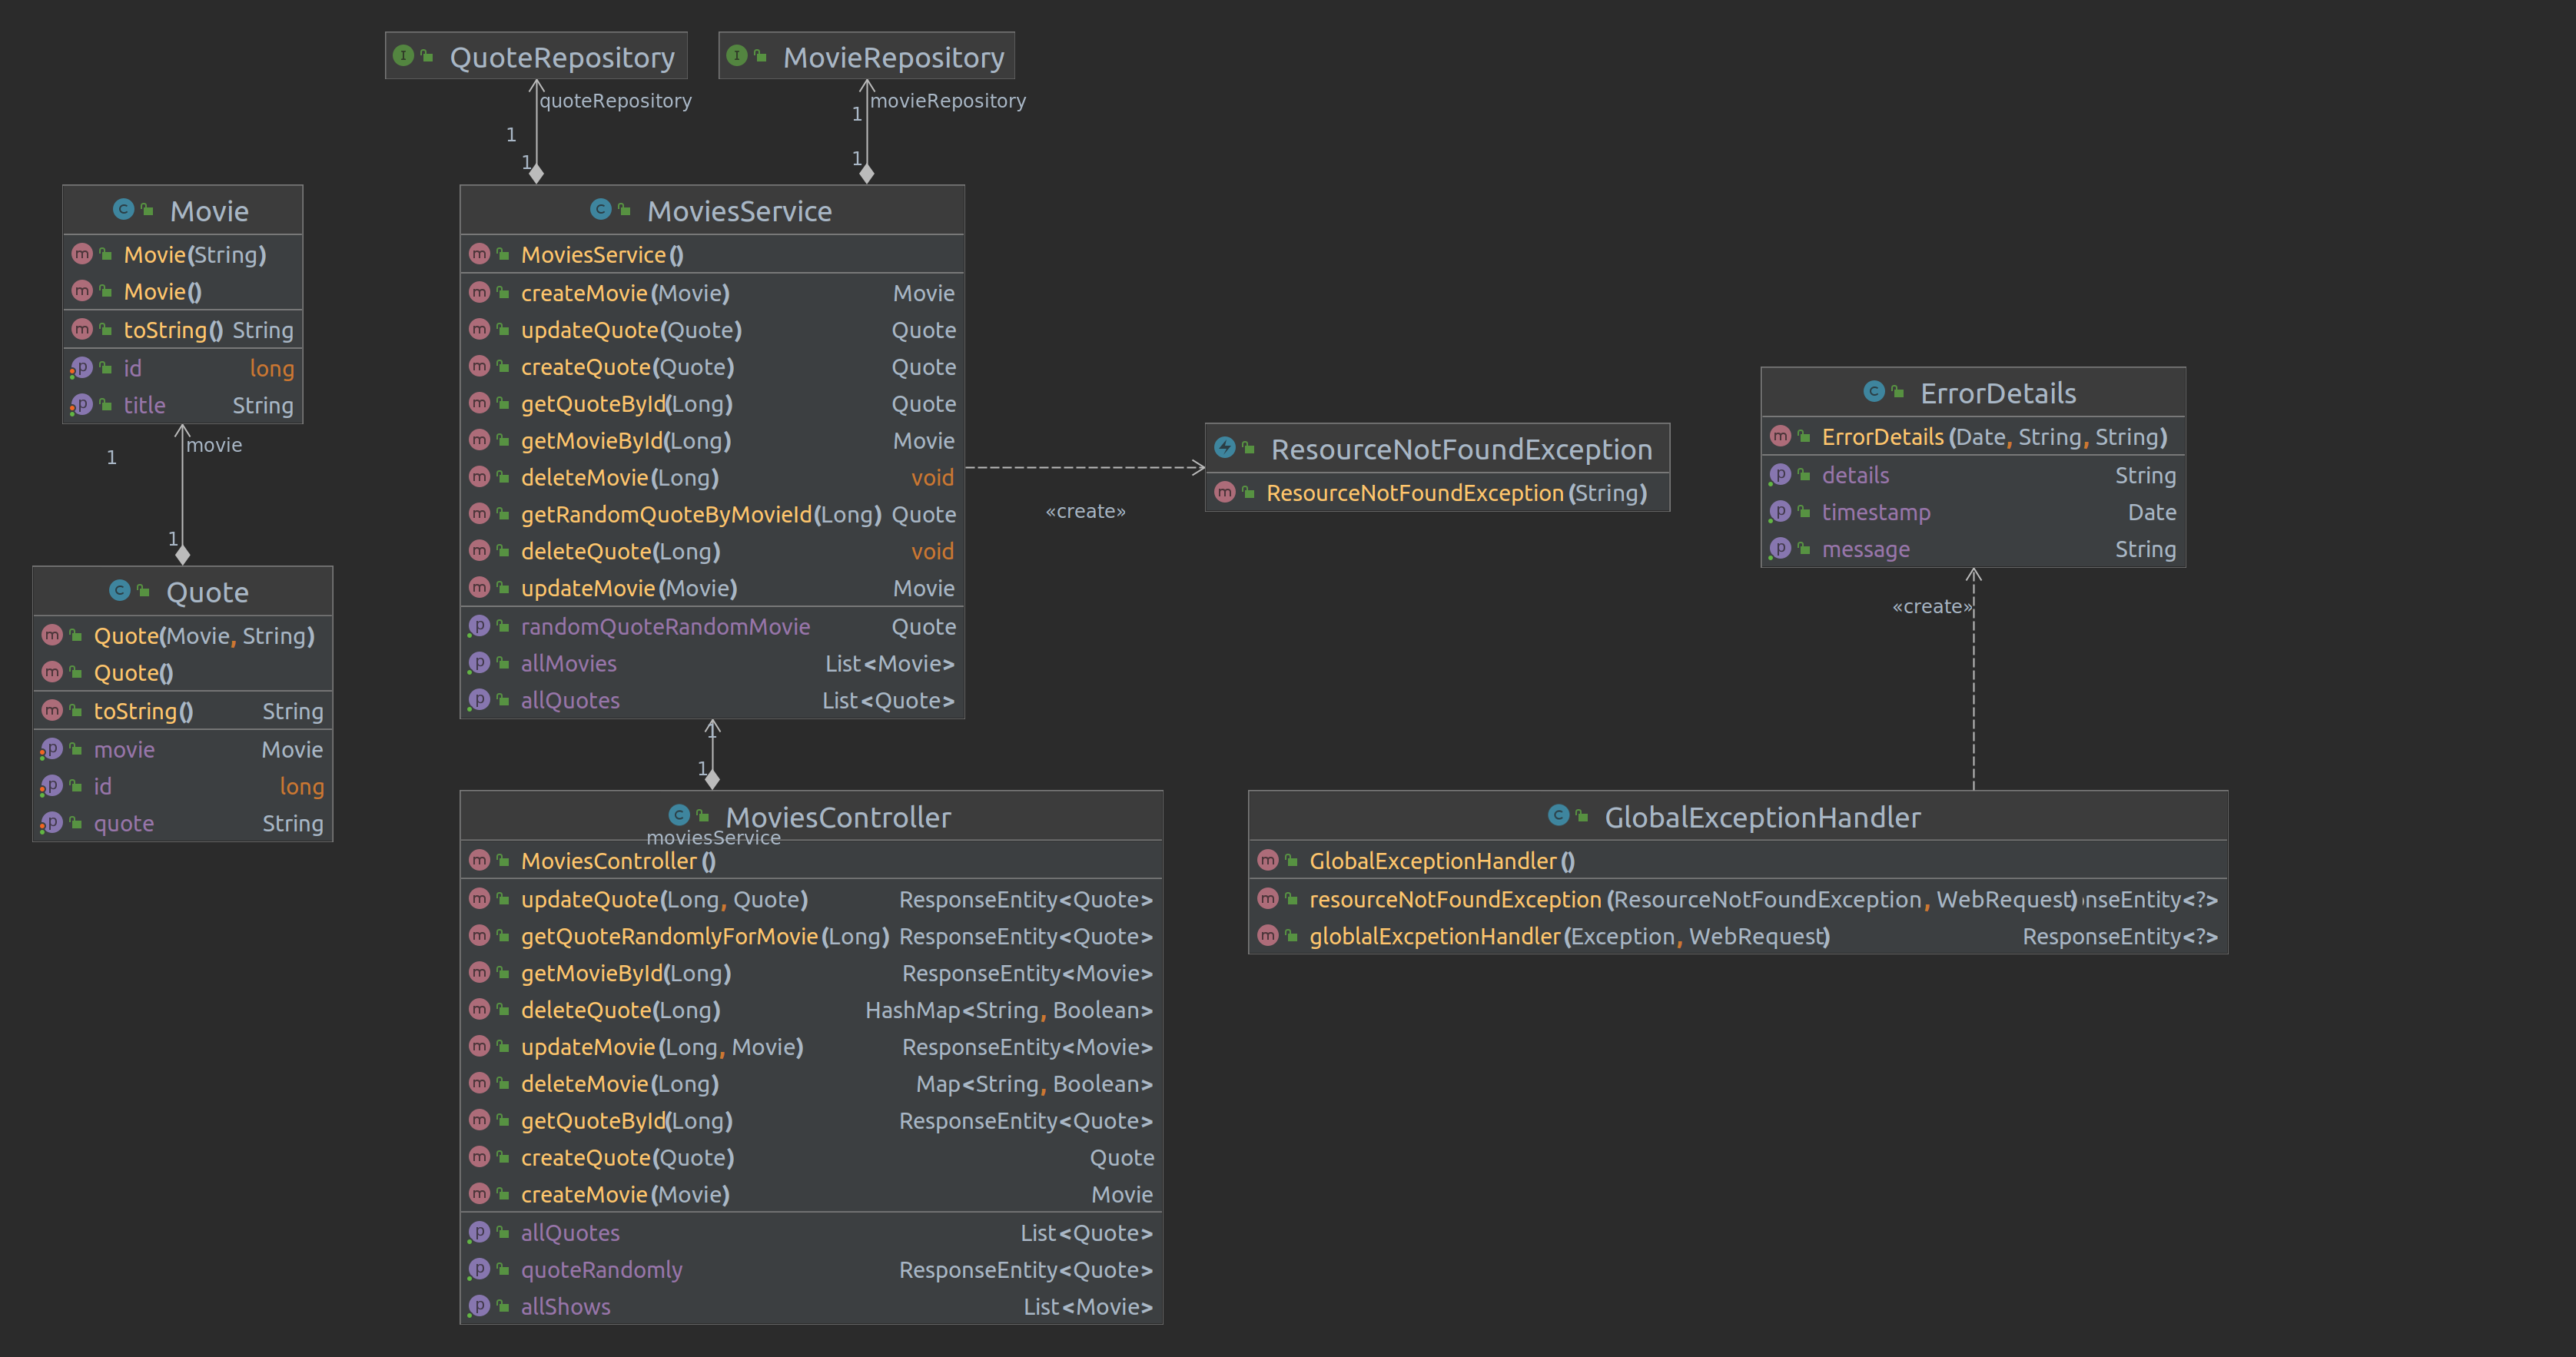 QuoteRepository
MovieRepository
quoteRepository
movieRepository
1
1
1
1
Movie
Movie(String)
Movie()
toString() String
id long
title String
movie
1
1
Quote
Quote(Movie, String)
Quote()
toString() String
movie Movie
id long
quote String
MoviesService
MoviesService()
createMovie(Movie) Movie
updateQuote(Quote) Quote
createQuote(Quote) Quote
getQuoteById(Long) Quote
getMovieById(Long) Movie
deleteMovie(Long) void
getRandomQuoteByMovieId(Long) Quote
deleteQuote(Long) void
updateMovie(Movie) Movie
randomQuoteRandomMovie Quote
allMovies List<Movie>
allQuotes List<Quote>
1
1
«create»
ResourceNotFoundException
ResourceNotFoundException(String)
ErrorDetails
ErrorDetails(Date, String, String)
details String
timestamp Date
message String
«create»
MoviesController
moviesService
MoviesController()
updateQuote(Long, Quote) ResponseEntity<Quote>
getQuoteRandomlyForMovie(Long) ResponseEntity<Quote>
getMovieById(Long) ResponseEntity<Movie>
deleteQuote(Long) HashMap<String, Boolean>
updateMovie(Long, Movie) ResponseEntity<Movie>
deleteMovie(Long) Map<String, Boolean>
getQuoteById(Long) ResponseEntity<Quote>
createQuote(Quote) Quote
createMovie(Movie) Movie
allQuotes List<Quote>
quoteRandomly ResponseEntity<Quote>
allShows List<Movie>
GlobalExceptionHandler
GlobalExceptionHandler()
resourceNotFoundException(ResourceNotFoundException, WebRequest) nseEntity<?>
globlalExcpetionHandler(Exception, WebRequest) ResponseEntity<?>